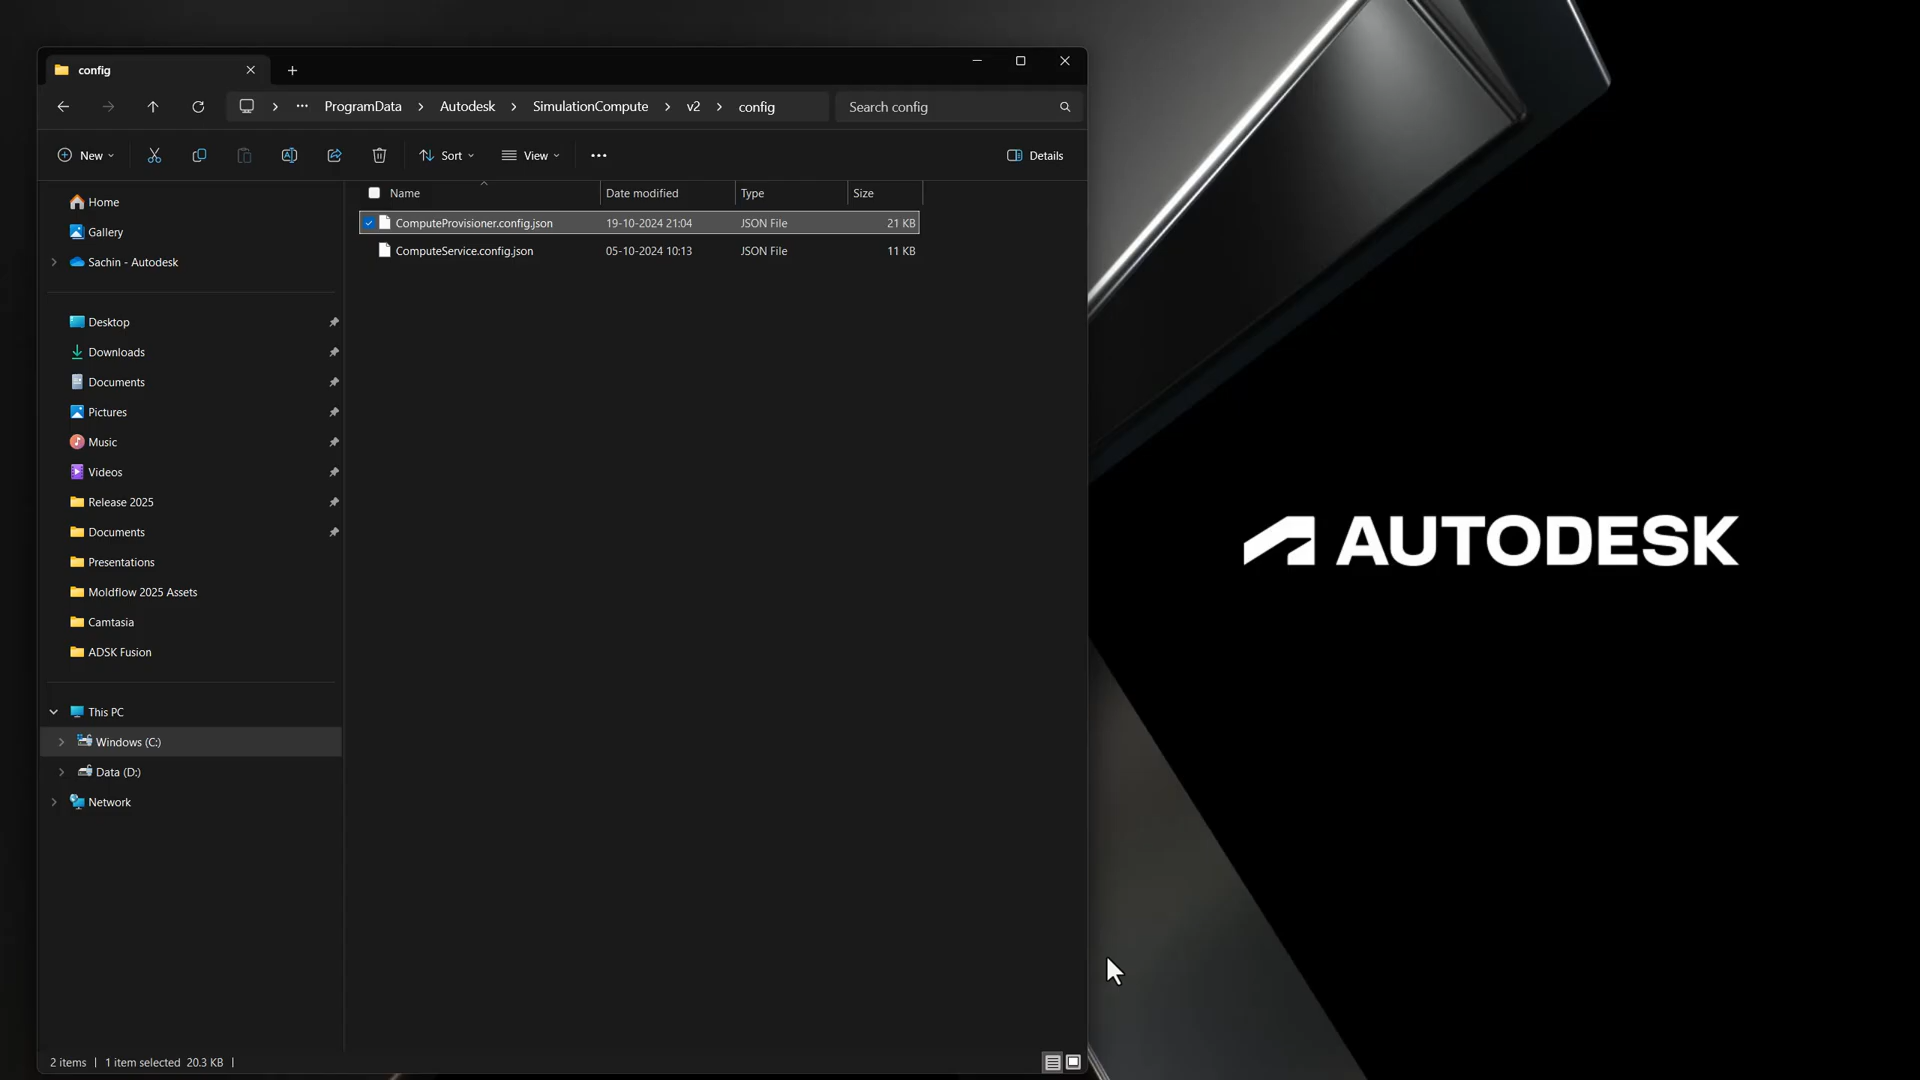 config
ProgramData
Autodesk
SimulationCompute
v2
config
Search config
New
Sort
View
Details
Name
Date modified
Type
Size
ComputeProvisioner.config.json
19-10-2024 21:04
JSON File
21 KB
ComputeService.config.json
05-10-2024 10:13
JSON File
11 KB
Home
Gallery
Sachin - Autodesk
Desktop
Downloads
Documents
Pictures
Music
Videos
Release 2025
Documents
Presentations
Moldflow 2025 Assets
Camtasia
ADSK Fusion
This PC
Windows (C:)
Data (D:)
Network
AUTODESK
2 items
1 item selected 20.3 KB